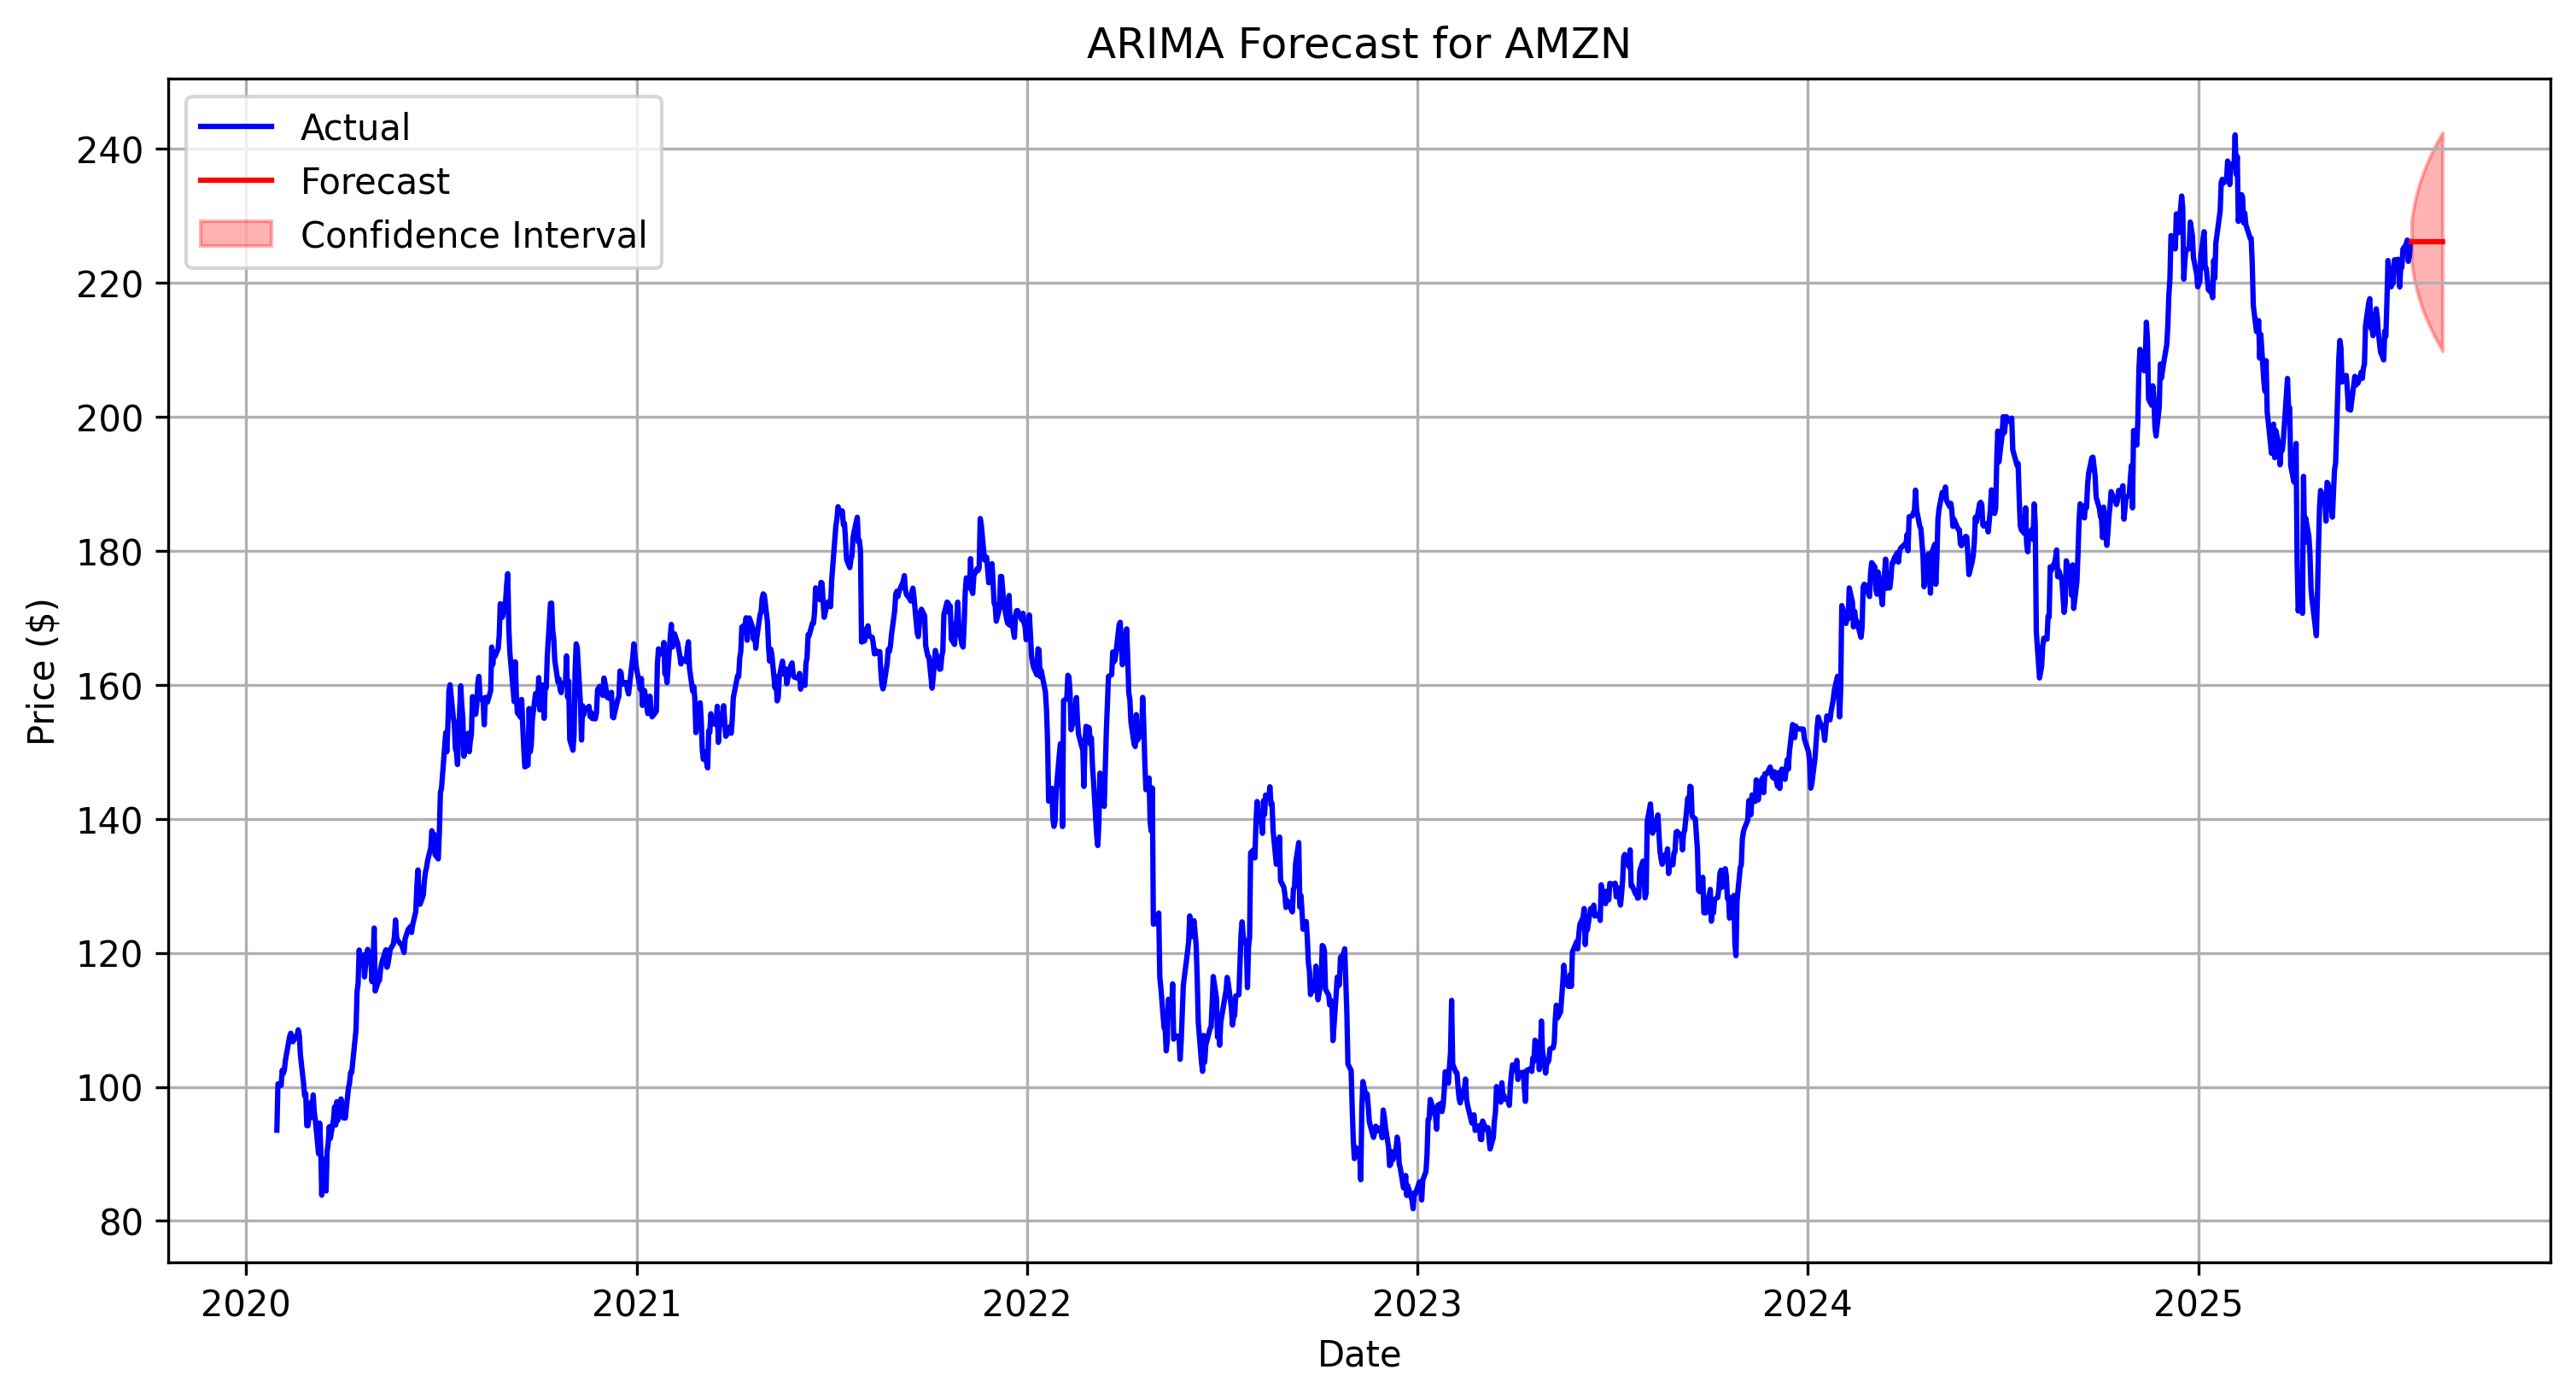 ARIMA Forecast for AMZN
Actual
Forecast
Confidence Interval
240
220
200
180
160
140
120
100
80
Price ($)
2020 2021 2022 2023 2024 2025
Date